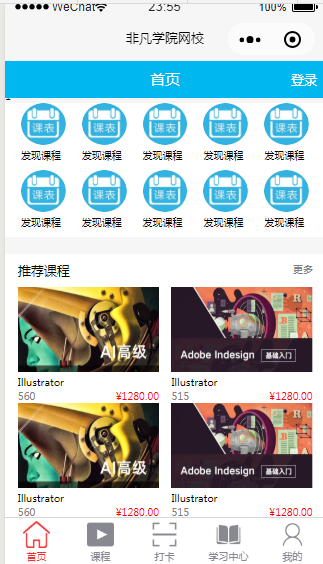 WeChat 23:55 100%
非凡学院网校
首页 登录
课表 课表 课表 课表 课表
发现课程 发现课程 发现课程 发现课程 发现课程
课表 课表 课表 课表 课表
发现课程 发现课程 发现课程 发现课程 发现课程
推荐课程 更多
AI高级 Adobe Indesign 基础入门
Illustrator Illustrator
560 ¥1280.00 515 ¥1280.00
AI高级 Adobe Indesign 基础入门
Illustrator Illustrator
560 ¥1280.00 515 ¥1280.00
首页 课程 打卡 学习中心 我的